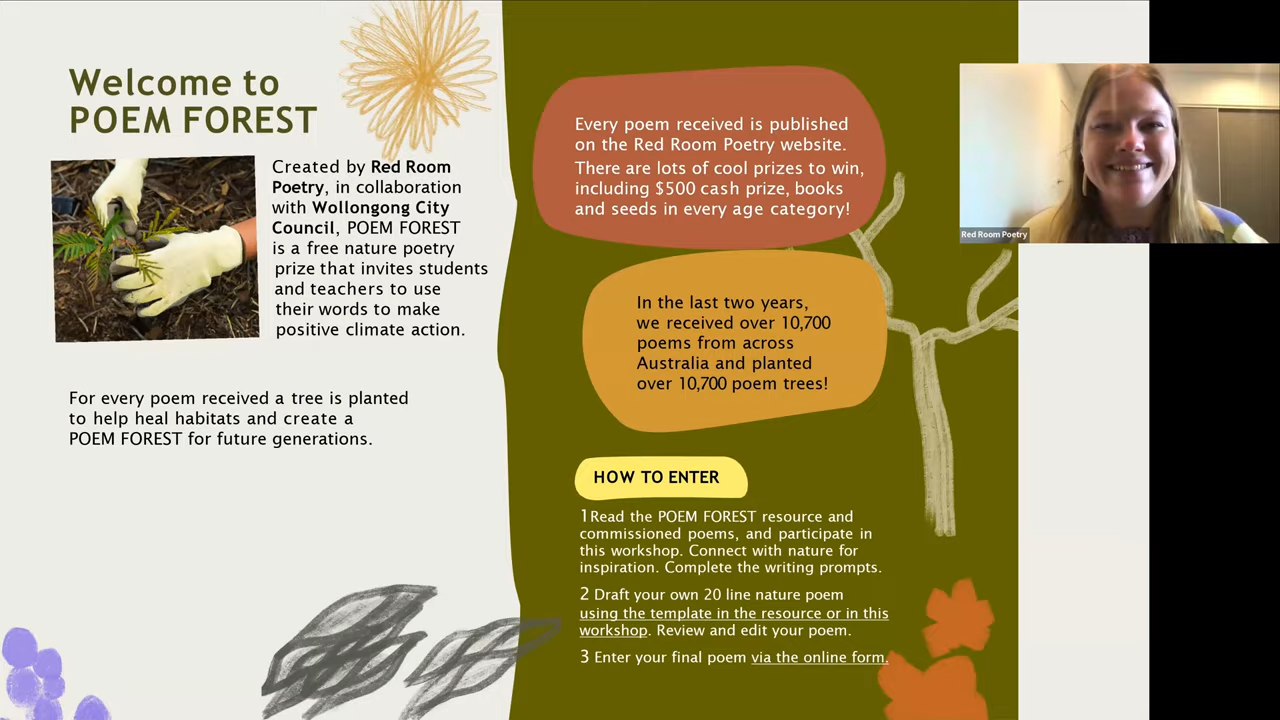 Welcome to
POEM FOREST
Created by Red Room
Poetry, in collaboration
with Wollongong City
Council, POEM FOREST
is a free nature poetry
prize that invites students
and teachers to use
their words to make
positive climate action.
For every poem received a tree is planted
to help heal habitats and create a
POEM FOREST for future generations.
Every poem received is published
on the Red Room Poetry website.
There are lots of cool prizes to win,
including $500 cash prize, books
and seeds in every age category!
In the last two years,
we received over 10,700
poems from across
Australia and planted
over 10,700 poem trees!
HOW TO ENTER
1Read the POEM FOREST resource and
commissioned poems, and participate in
this workshop. Connect with nature for
inspiration. Complete the writing prompts.
2 Draft your own 20 line nature poem
using the template in the resource or in this
workshop. Review and edit your poem.
3 Enter your final poem via the online form.
Red Room Poetry